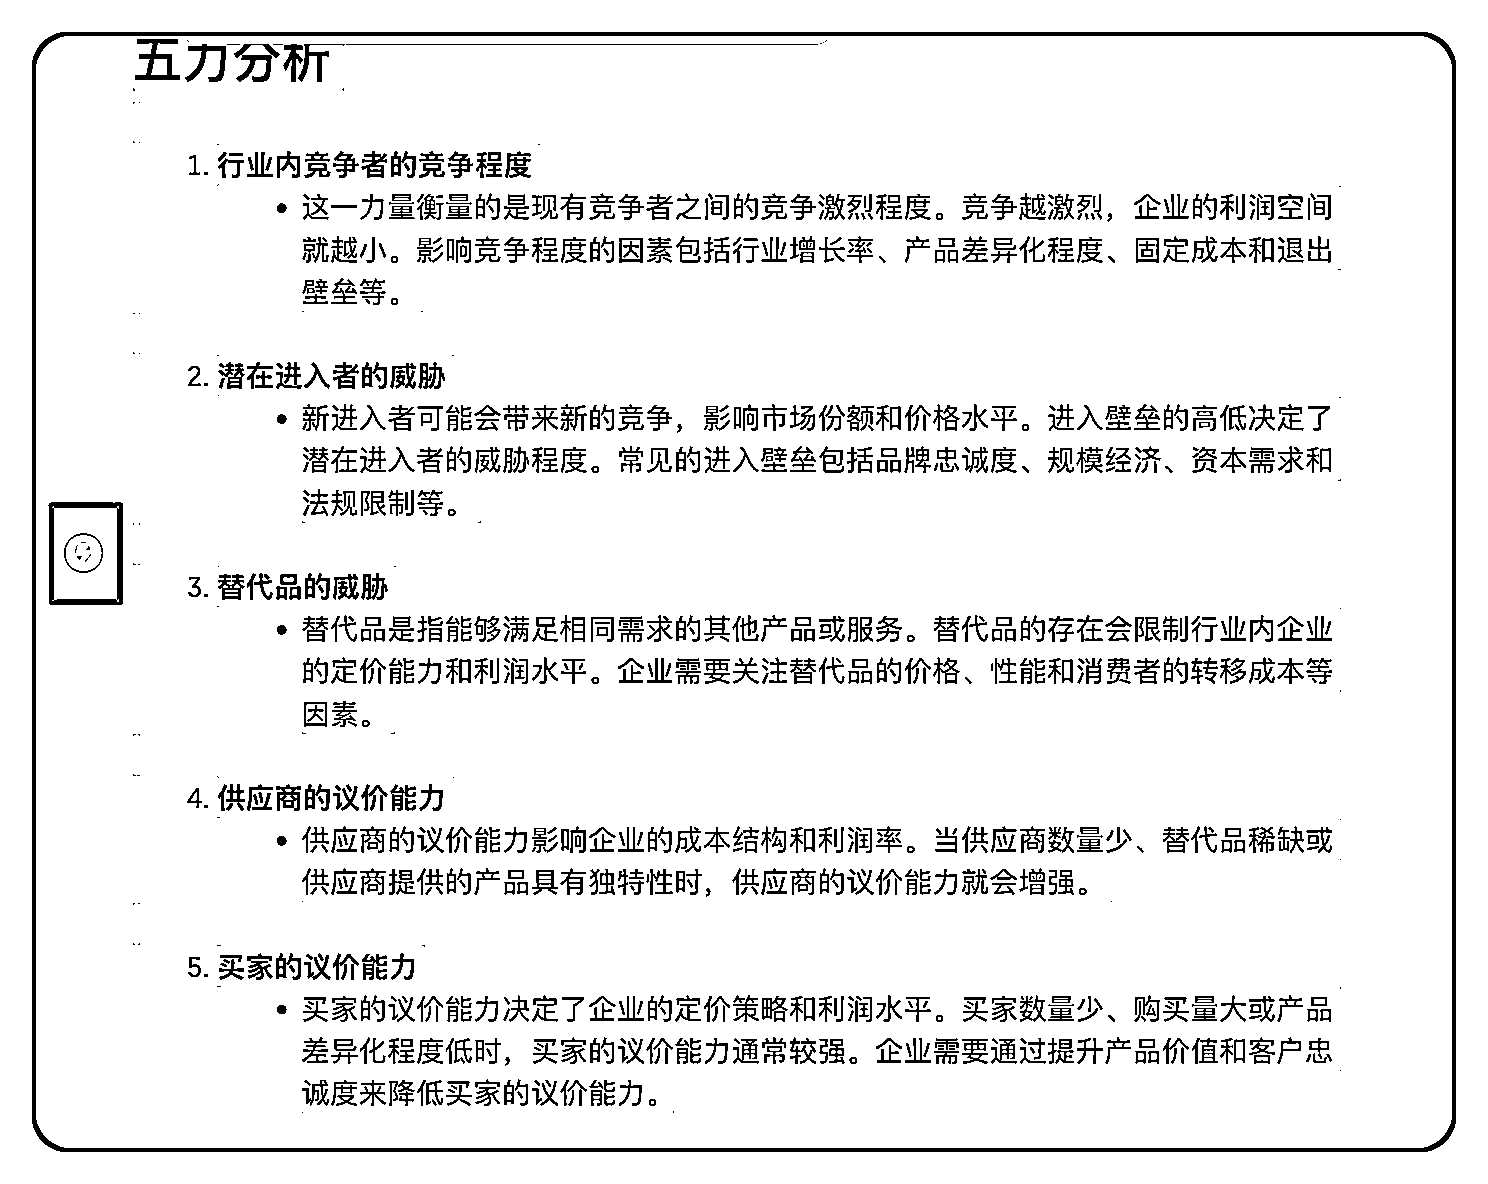 五力分析
1. 行业内竞争者的竞争程度
• 这一力量衡量的是现有竞争者之间的竞争激烈程度。竞争越激烈，企业的利润空间
就越小。影响竞争程度的因素包括行业增长率、产品差异化程度、固定成本和退出
壁垒等。
2. 潜在进入者的威胁
• 新进入者可能会带来新的竞争，影响市场份额和价格水平。进入壁垒的高低决定了
潜在进入者的威胁程度。常见的进入壁垒包括品牌忠诚度、规模经济、资本需求和
法规限制等。
3. 替代品的威胁
• 替代品是指能够满足相同需求的其他产品或服务。替代品的存在会限制行业内企业
的定价能力和利润水平。企业需要关注替代品的价格、性能和消费者的转移成本等
因素。
4. 供应商的议价能力
• 供应商的议价能力影响企业的成本结构和利润率。当供应商数量少、替代品稀缺或
供应商提供的产品具有独特性时，供应商的议价能力就会增强。
5. 买家的议价能力
• 买家的议价能力决定了企业的定价策略和利润水平。买家数量少、购买量大或产品
差异化程度低时，买家的议价能力通常较强。企业需要通过提升产品价值和客户忠
诚度来降低买家的议价能力。